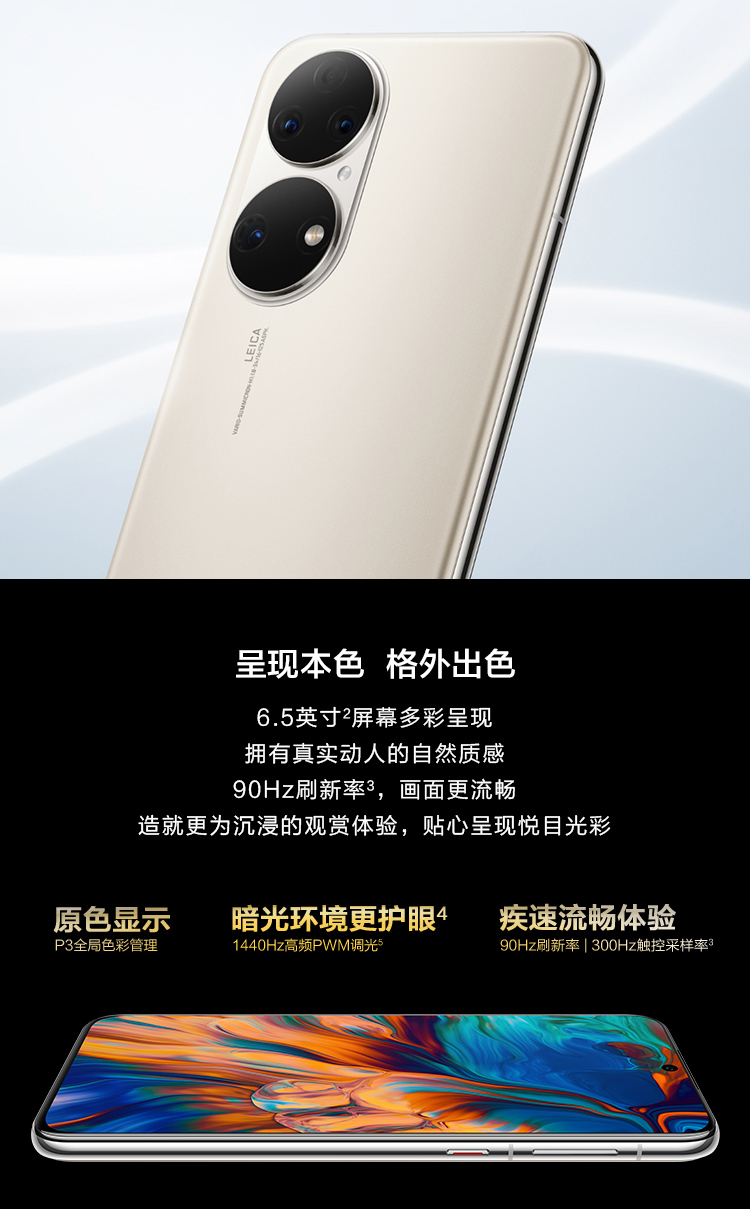 LEICA
呈现本色 格外出色
6.5英寸²屏幕多彩呈现
拥有真实动人的自然质感
90Hz刷新率³，画面更流畅
造就更为沉浸的观赏体验，贴心呈现悦目光彩
原色显示
P3全局色彩管理
暗光环境更护眼⁴
1440Hz高频PWM调光⁵
疾速流畅体验
90Hz刷新率 | 300Hz触控采样率³